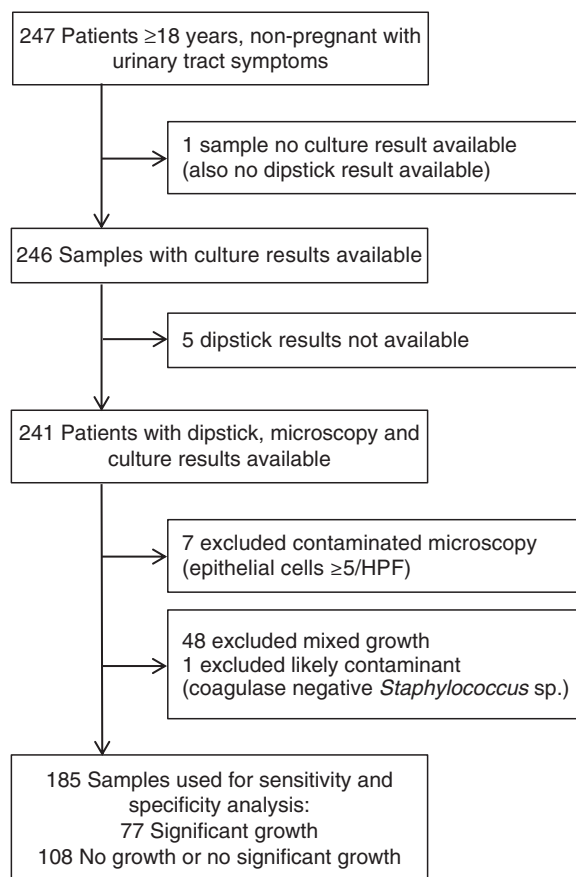 247 Patients ≥18 years, non-pregnant with
urinary tract symptoms
1 sample no culture result available
(also no dipstick result available)
246 Samples with culture results available
5 dipstick results not available
241 Patients with dipstick, microscopy and
culture results available
7 excluded contaminated microscopy
(epithelial cells ≥5/HPF)
48 excluded mixed growth
1 excluded likely contaminant
(coagulase negative Staphylococcus sp.)
185 Samples used for sensitivity and
specificity analysis:
77 Significant growth
108 No growth or no significant growth